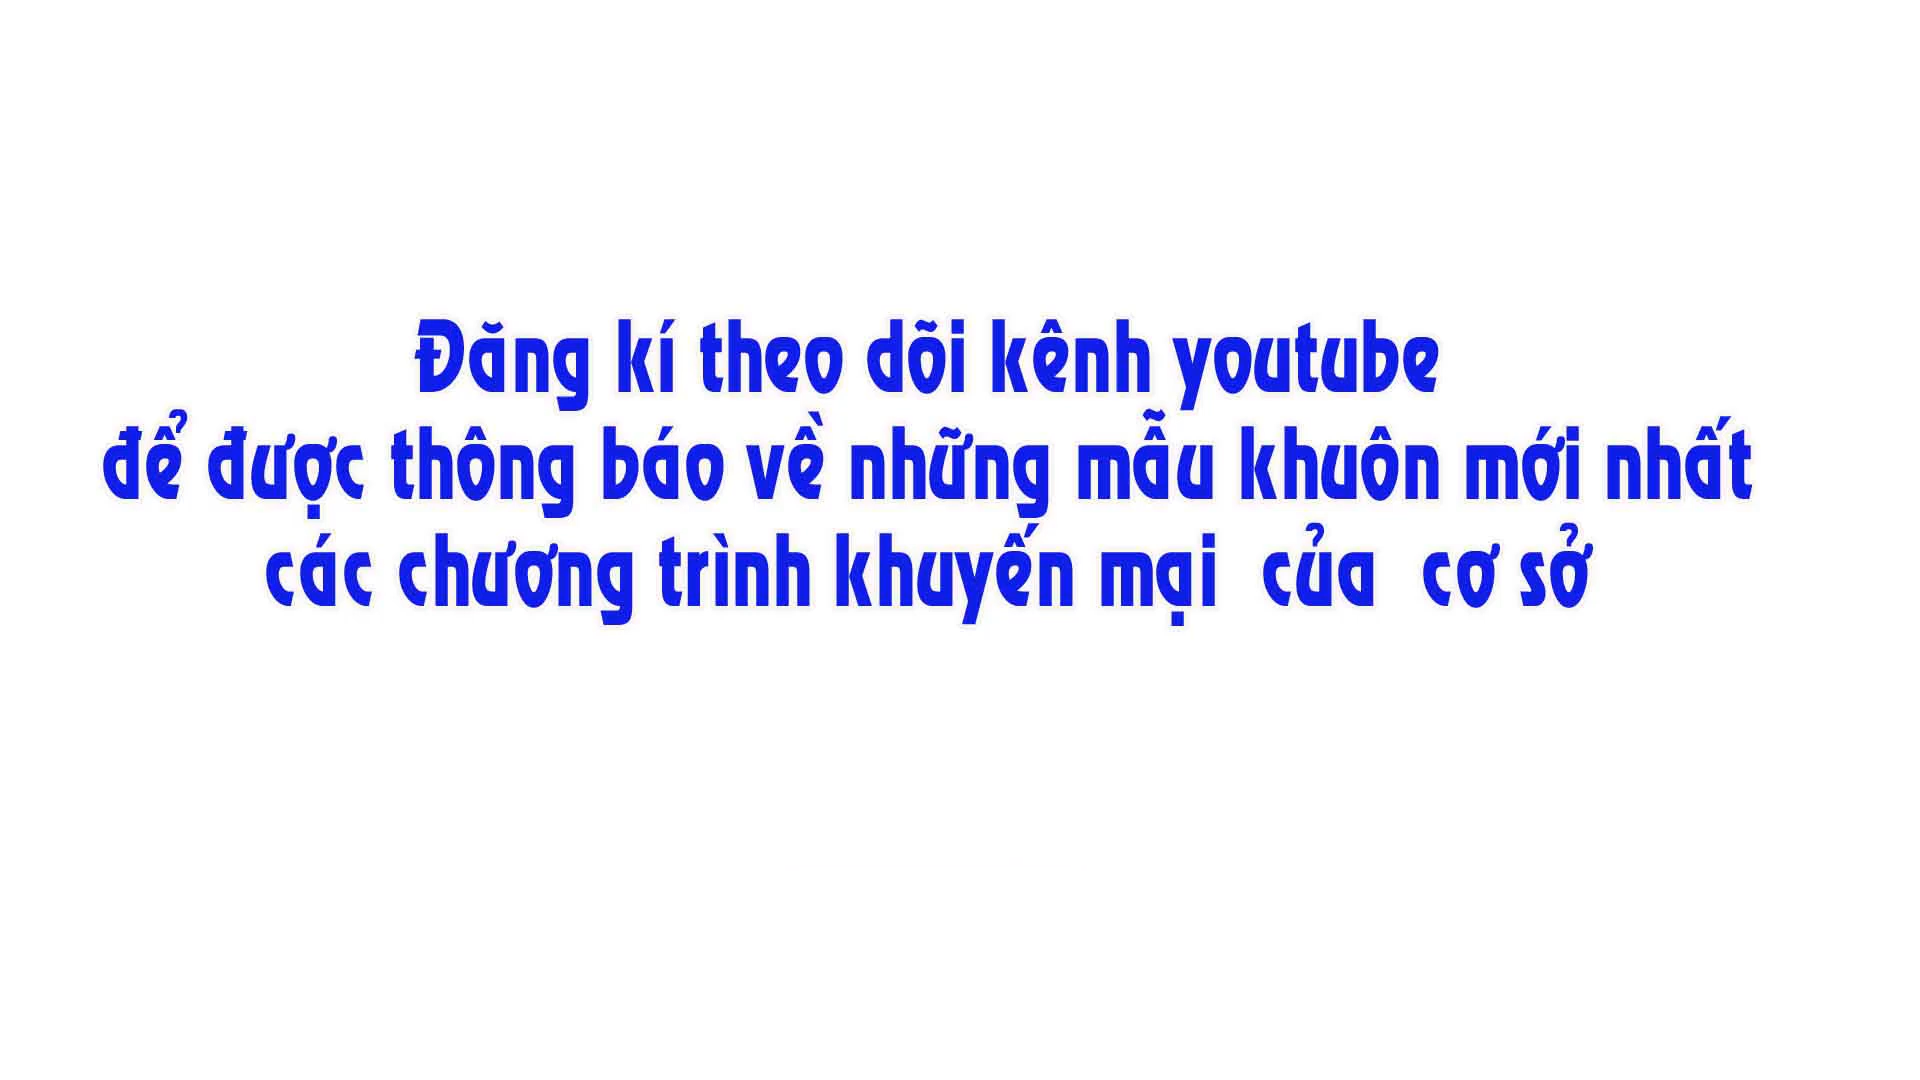 Đăng kí theo dõi kênh youtube
để được thông báo về những mẫu khuôn mới nhất
các chương trình khuyến mại của cơ sở